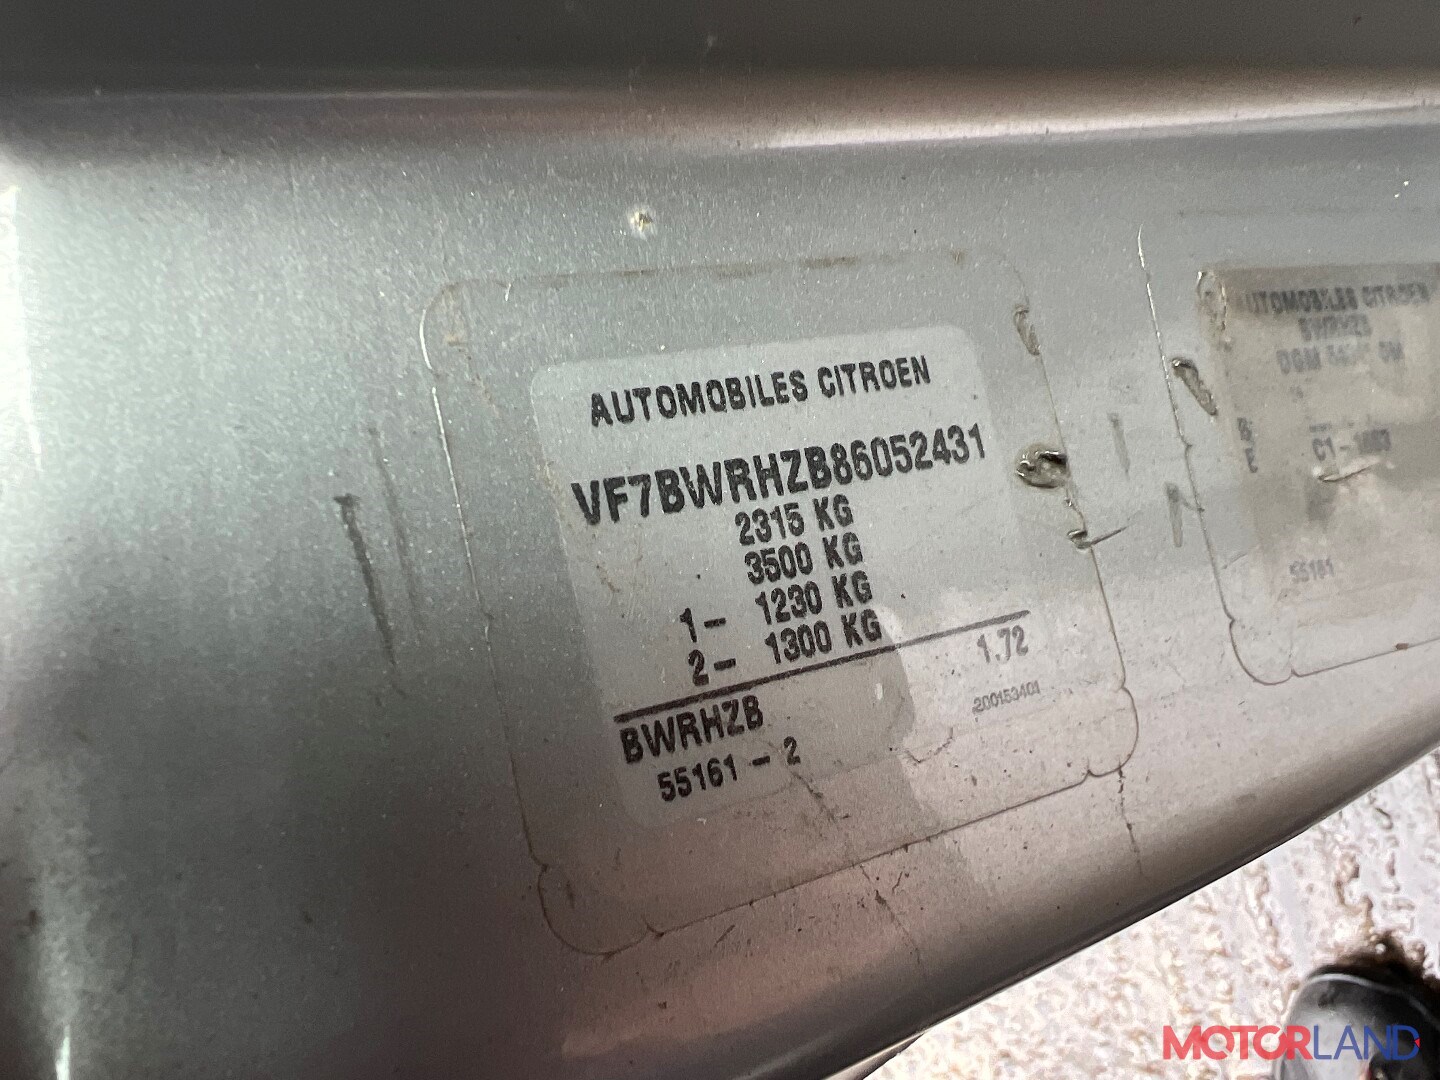 AUTOMOBILES CITROEN
VF7BWRHZB86052431
2315 KG
3500 KG
1- 1230 KG
2- 1300 KG
1.72
200153401
BWRHZB
55161 - 2
AUTOMOBILES CITROEN
BWRHZB
55161
MOTORLAND